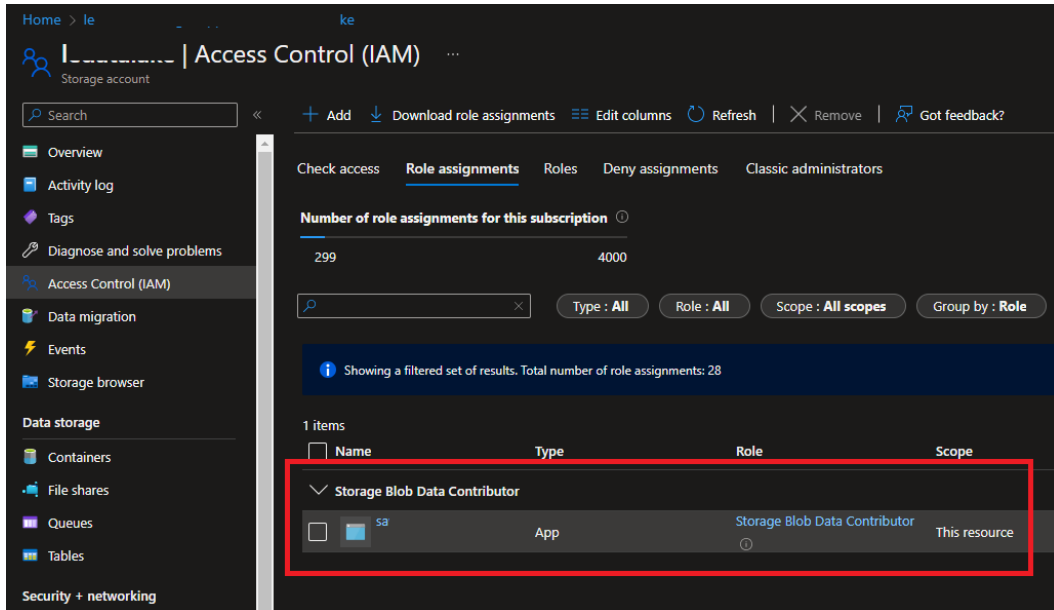 Home > le ke
| Access Control (IAM) ...
Storage account
Search «
+ Add Download role assignments Edit columns Refresh | Remove | Got feedback?
Overview
Activity log
Tags
Diagnose and solve problems
Access Control (IAM)
Data migration
Events
Storage browser
Data storage
Containers
File shares
Queues
Tables
Security + networking
Check access Role assignments Roles Deny assignments Classic administrators
Number of role assignments for this subscription
299 4000
Type : All Role : All Scope : All scopes Group by : Role
Showing a filtered set of results. Total number of role assignments: 28
1 items
Name Type Role Scope
Storage Blob Data Contributor
sa App Storage Blob Data Contributor This resource